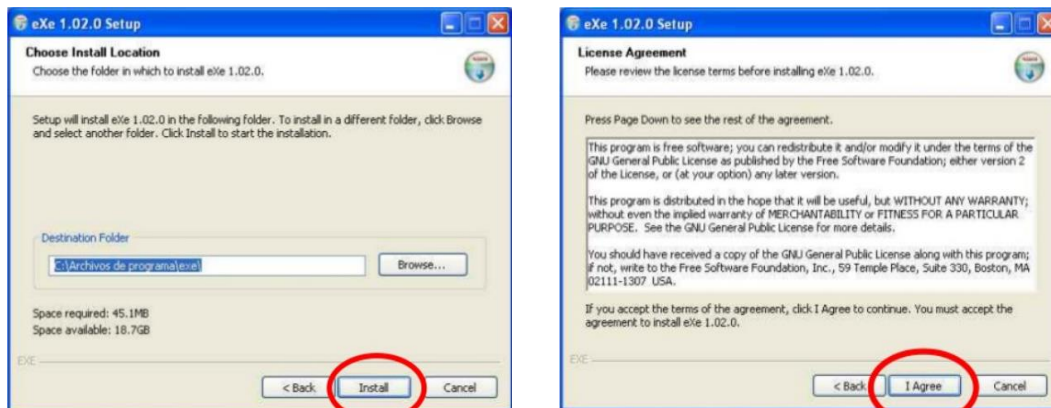 eXe 1.02.0 Setup
Choose Install Location
Choose the folder in which to install eXe 1.02.0.
Setup will install eXe 1.02.0 in the following folder. To install in a different folder, click Browse
and select another folder. Click Install to start the installation.
Destination Folder
C:\Archivos de programa\exe\
Browse...
Space required: 45.1MB
Space available: 18.7GB
EXE
< Back
Install
Cancel
eXe 1.02.0 Setup
License Agreement
Please review the license terms before installing eXe 1.02.0.
Press Page Down to see the rest of the agreement.
This program is free software; you can redistribute it and/or modify it under the terms of the
GNU General Public License as published by the Free Software Foundation; either version 2
of the License, or (at your option) any later version.
This program is distributed in the hope that it will be useful, but WITHOUT ANY WARRANTY;
without even the implied warranty of MERCHANTABILITY or FITNESS FOR A PARTICULAR
PURPOSE. See the GNU General Public License for more details.
You should have received a copy of the GNU General Public License along with this program;
if not, write to the Free Software Foundation, Inc., 59 Temple Place, Suite 330, Boston, MA
02111-1307 USA.
If you accept the terms of the agreement, click I Agree to continue. You must accept the
agreement to install eXe 1.02.0.
EXE
< Back
I Agree
Cancel